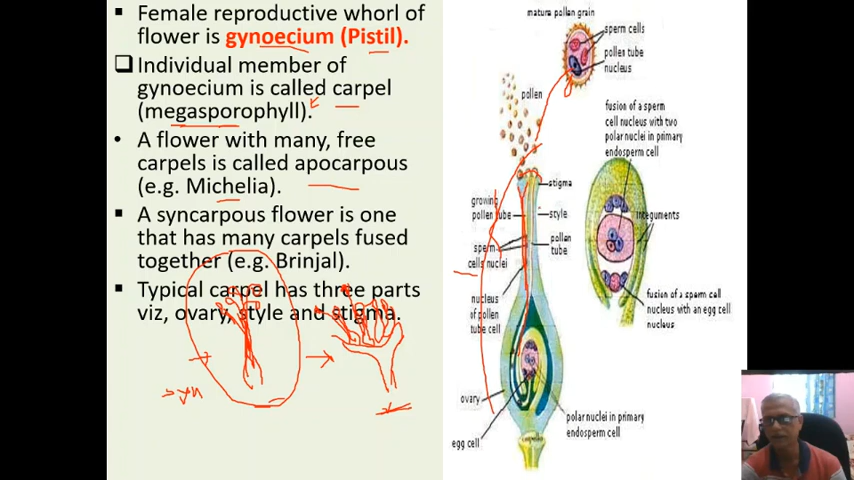 Female reproductive whorl of
flower is gynoecium (Pistil).
Individual member of
gynoecium is called carpel
(megasporophyll).
A flower with many, free
carpels is called apocarpous
(e.g. Michelia).
A syncarpous flower is one
that has many carpels fused
together (e.g. Brinjal).
Typical carpel has three parts
viz, ovary, style and stigma.
mature pollen grain
sperm cells
pollen tube
nucleus
pollen
fusion of a sperm
cell nucleus with two
polar nuclei in primary
endosperm cell
stigma
growing
pollen tube
style
integuments
sperm
cells nuclei
pollen
tube
nucleus
of pollen
tube cell
fusion of a sperm cell
nucleus with an egg cell
nucleus
ovary
polar nuclei in primary
endosperm cell
egg cell